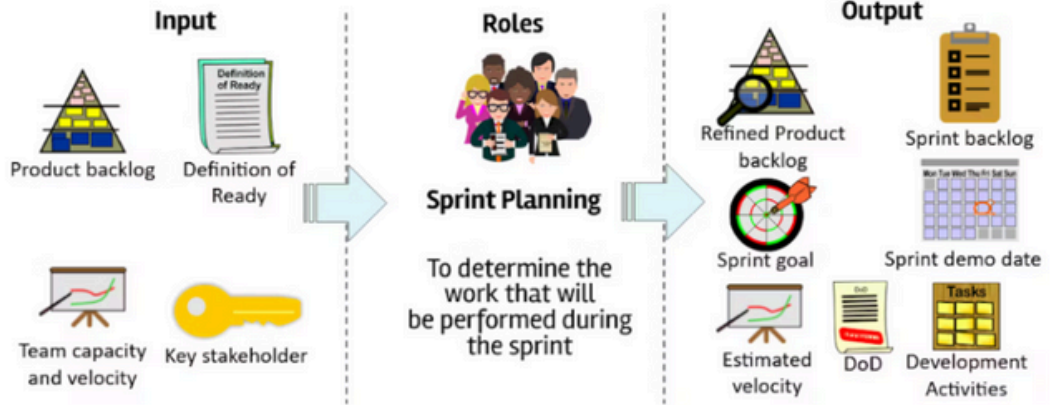 Input
Definition
of Ready
Product backlog
Definition of
Ready
Team capacity
and velocity
Key stakeholder
Roles
Sprint Planning
To determine the
work that will
be performed during
the sprint
Output
Refined Product
backlog
Sprint backlog
Mon Tue Wed Thu Fri Sat Sun
Sprint goal
Sprint demo date
Estimated
velocity
DoD
DoD
Tasks
Development
Activities